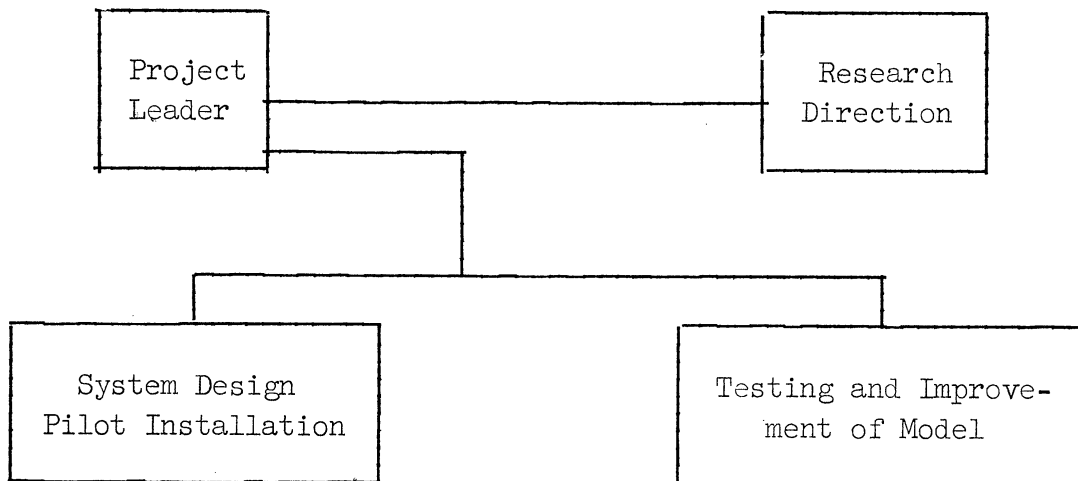 Project
Leader
Research
Direction
System Design
Pilot Installation
Testing and Improve-
ment of Model